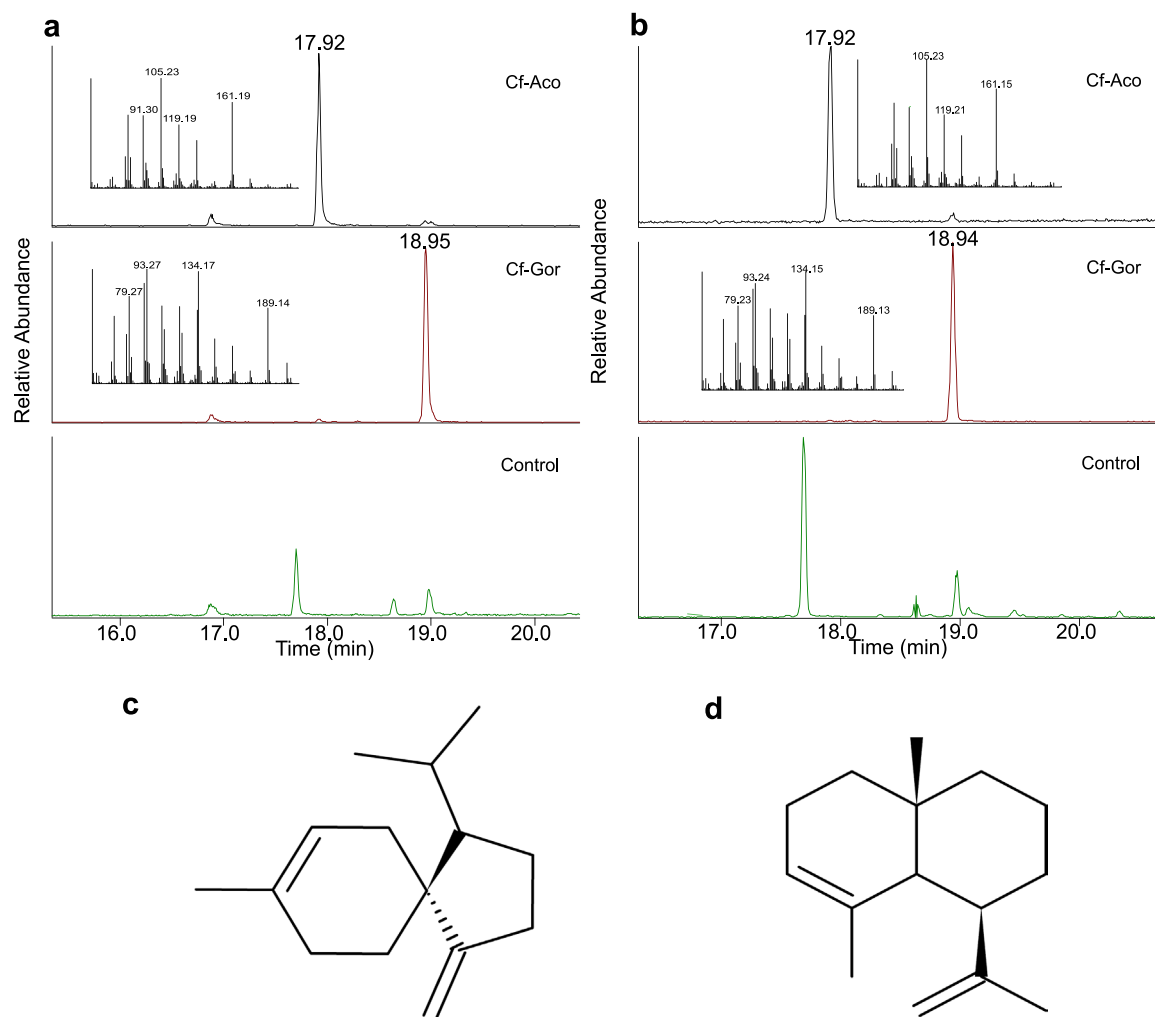 a
17.92
Cf-Aco
105.23
161.19
91.30
119.19
18.95
Cf-Gor
93.27
134.17
79.27
189.14
Control
Relative Abundance
16.0 17.0 18.0 19.0 20.0
Time (min)
b
17.92
Cf-Aco
105.23
161.15
119.21
18.94
Cf-Gor
93.24
134.15
79.23
189.13
Control
Relative Abundance
17.0 18.0 19.0 20.0
Time (min)
c
d